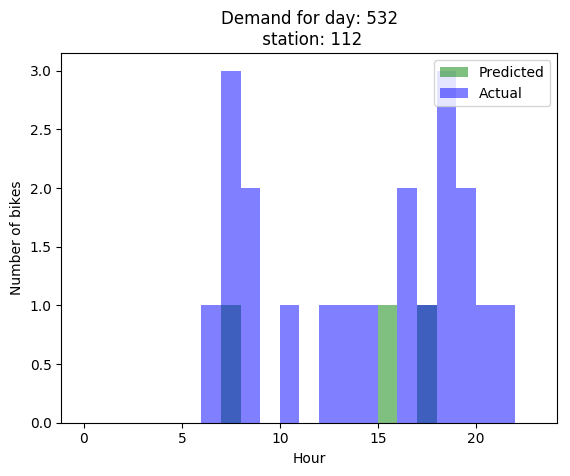 Demand for day: 532
station: 112
Predicted
Actual
3.0
2.5
2.0
1.5
1.0
0.5
0.0
Number of bikes
0
5
10
15
20
Hour